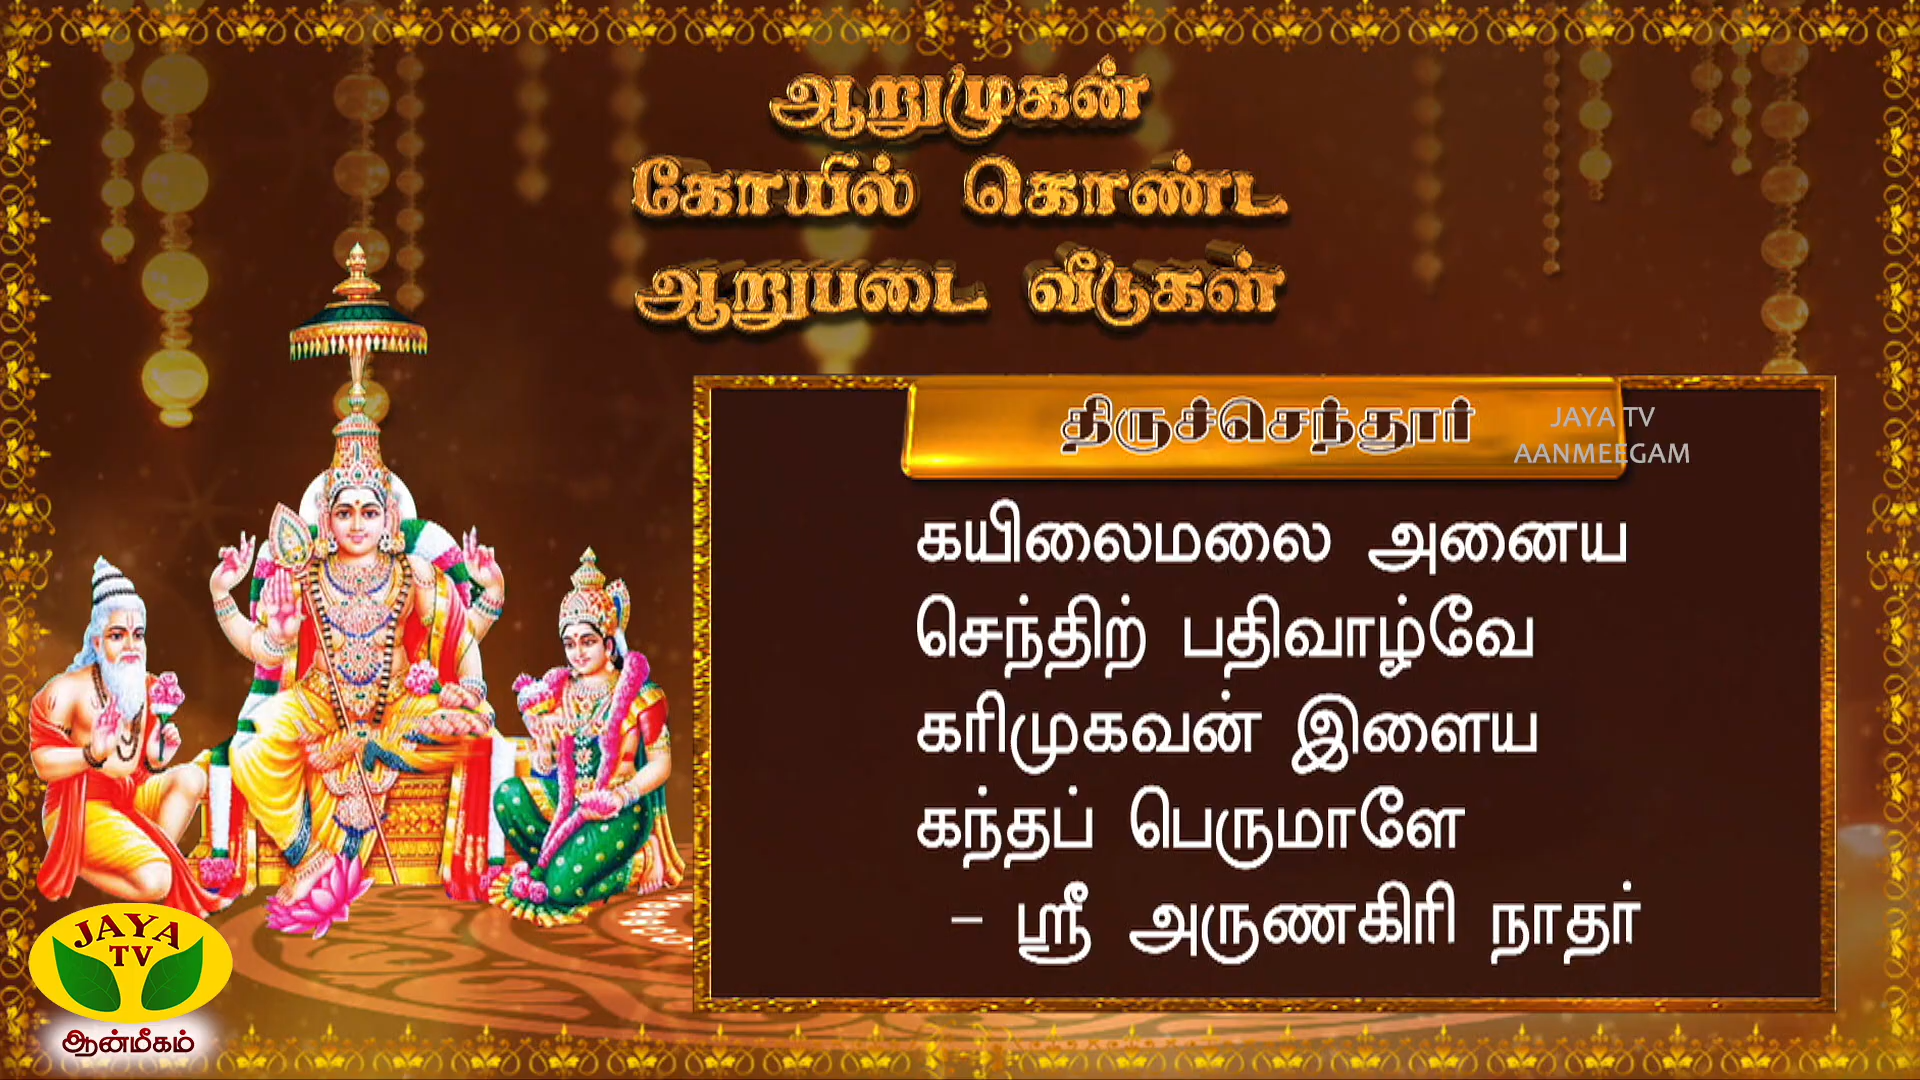 ஆறுமுகன்
கோயில் கொண்ட
ஆறுபடை வீடுகள்
திருச்செந்தூர்
JAYA TV
AANMEEGAM
கயிலைமலை அனைய
செந்திற் பதிவாழ்வே
கரிமுகவன் இளைய
கந்தப் பெருமாளே
- ஸ்ரீ அருணகிரி நாதர்
JAYA
TV
ஆன்மீகம்